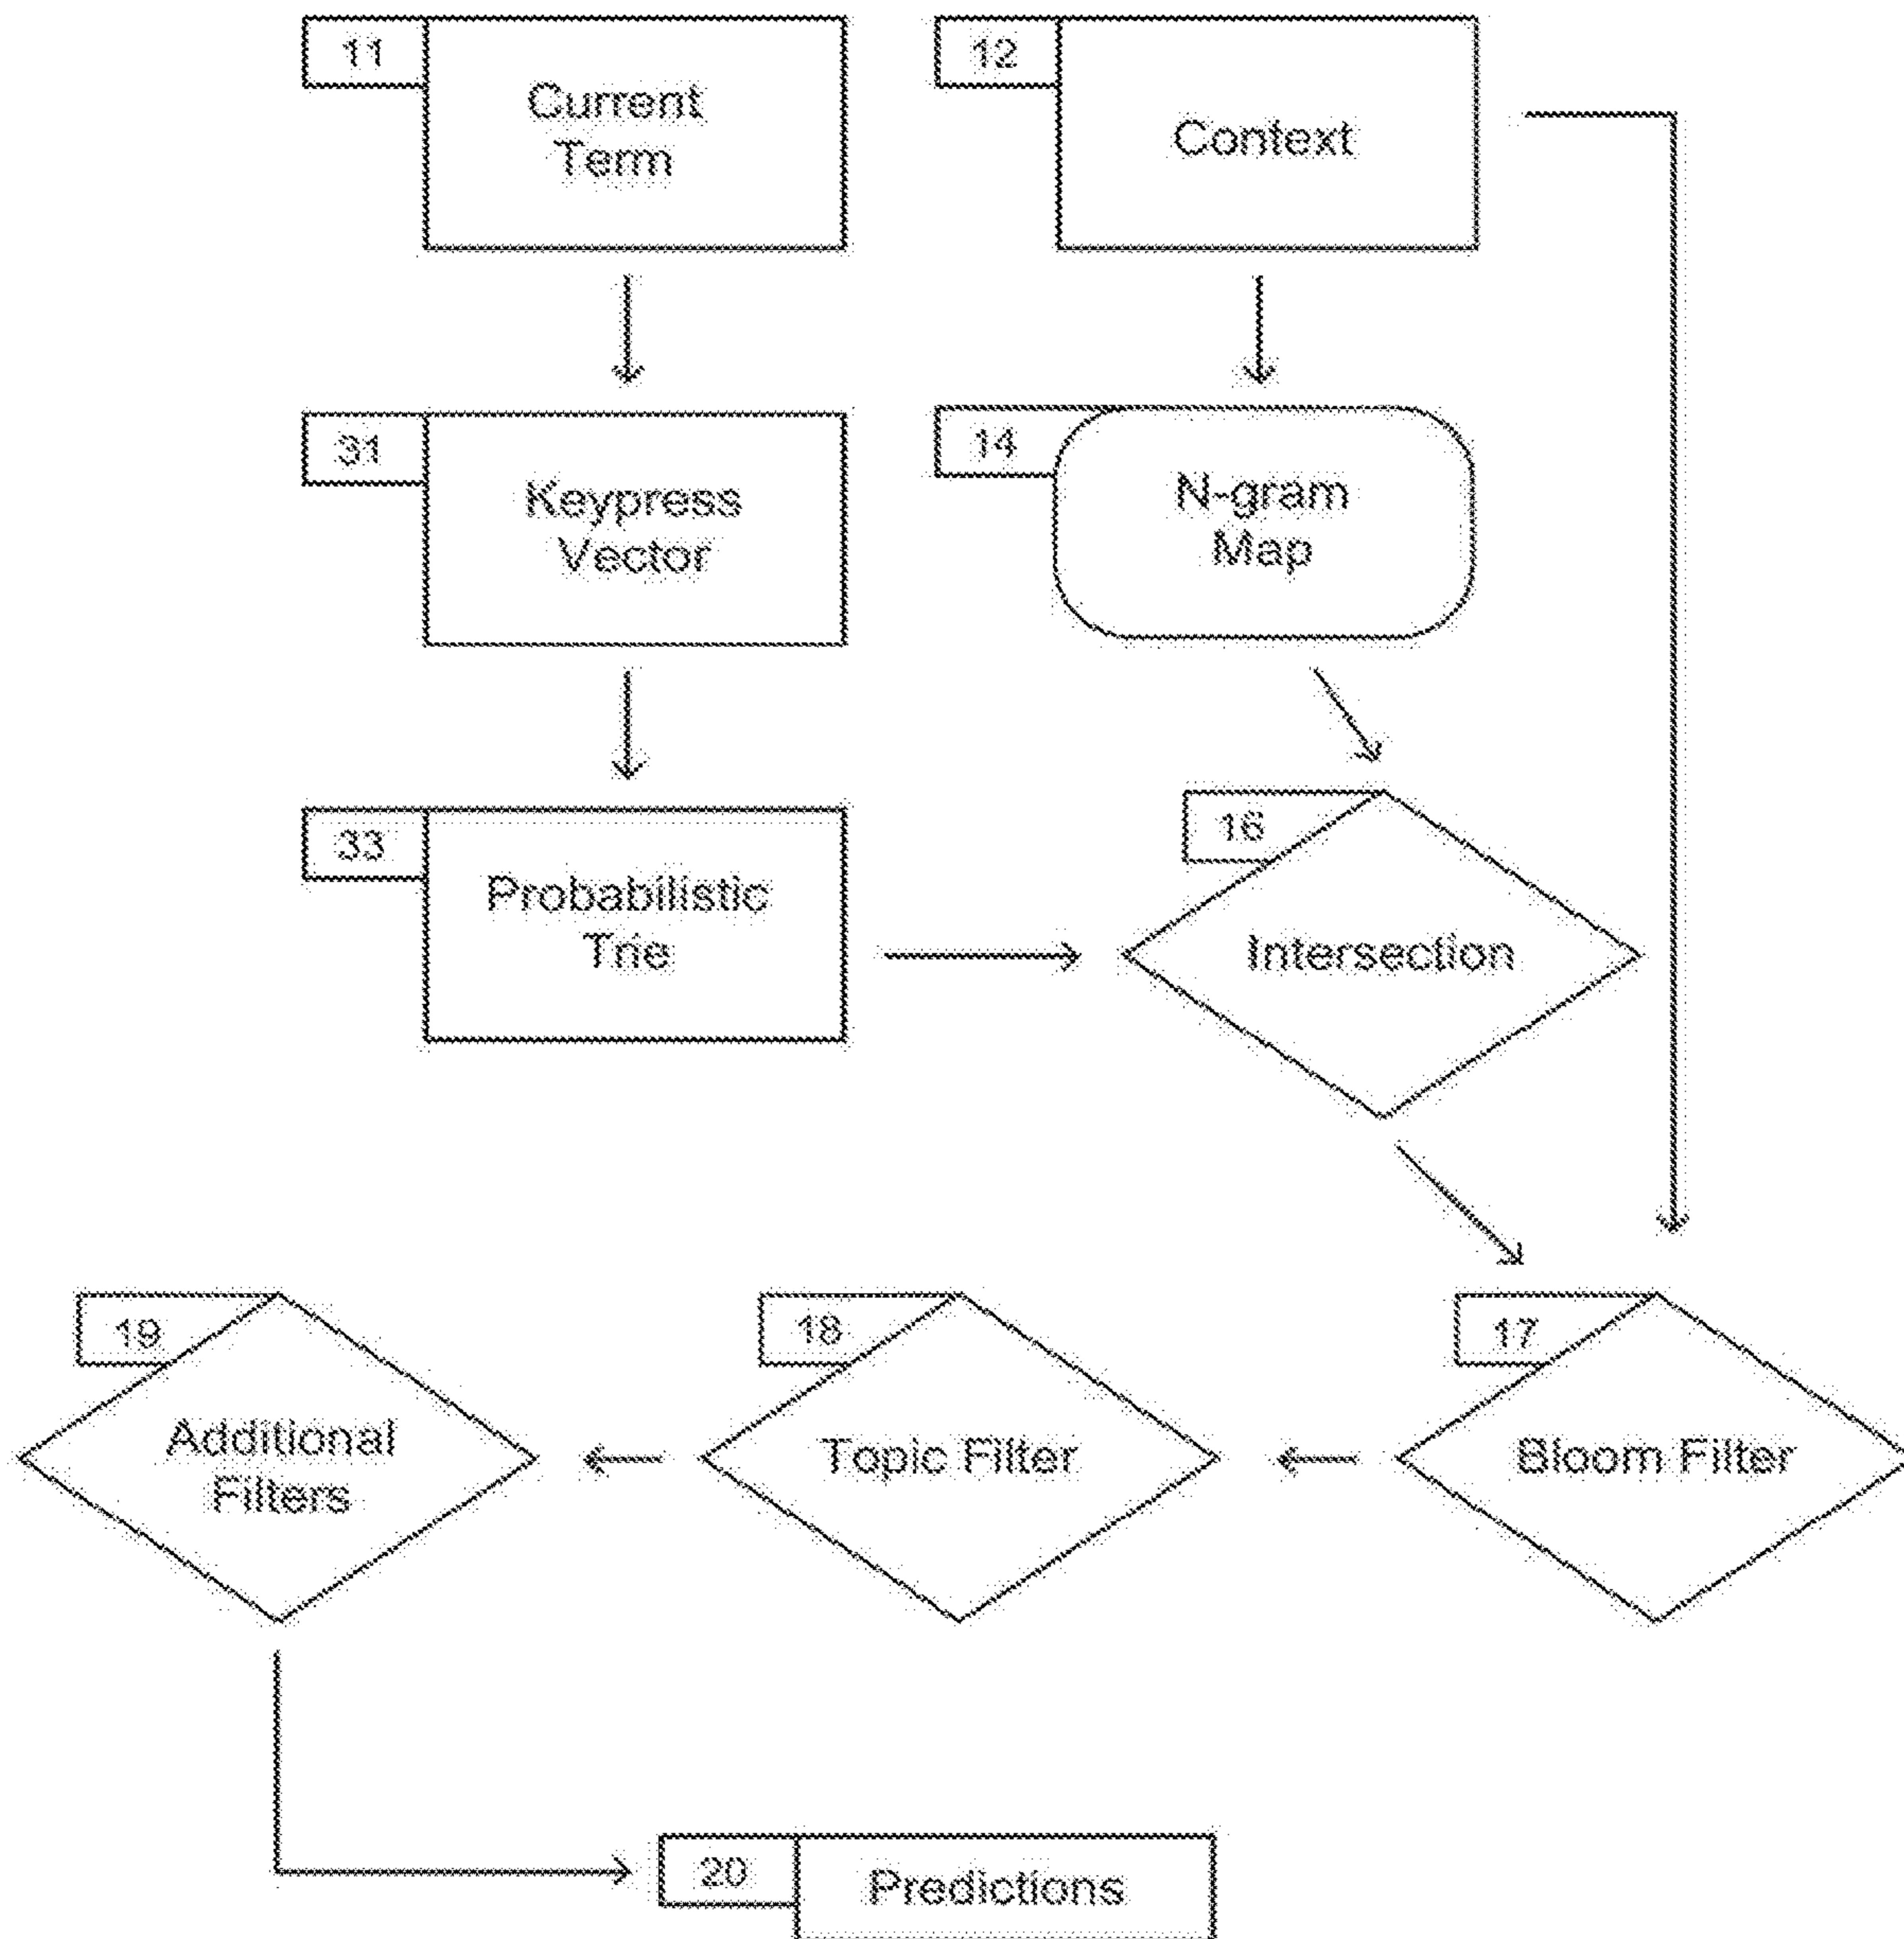 11
Current
Term
12
Context
31
Keypress
Vector
14
N-gram
Map
33
Probabilistic
Trie
16
Intersection
19
Additional
Filters
18
Topic Filter
17
Bloom Filter
20
Predictions